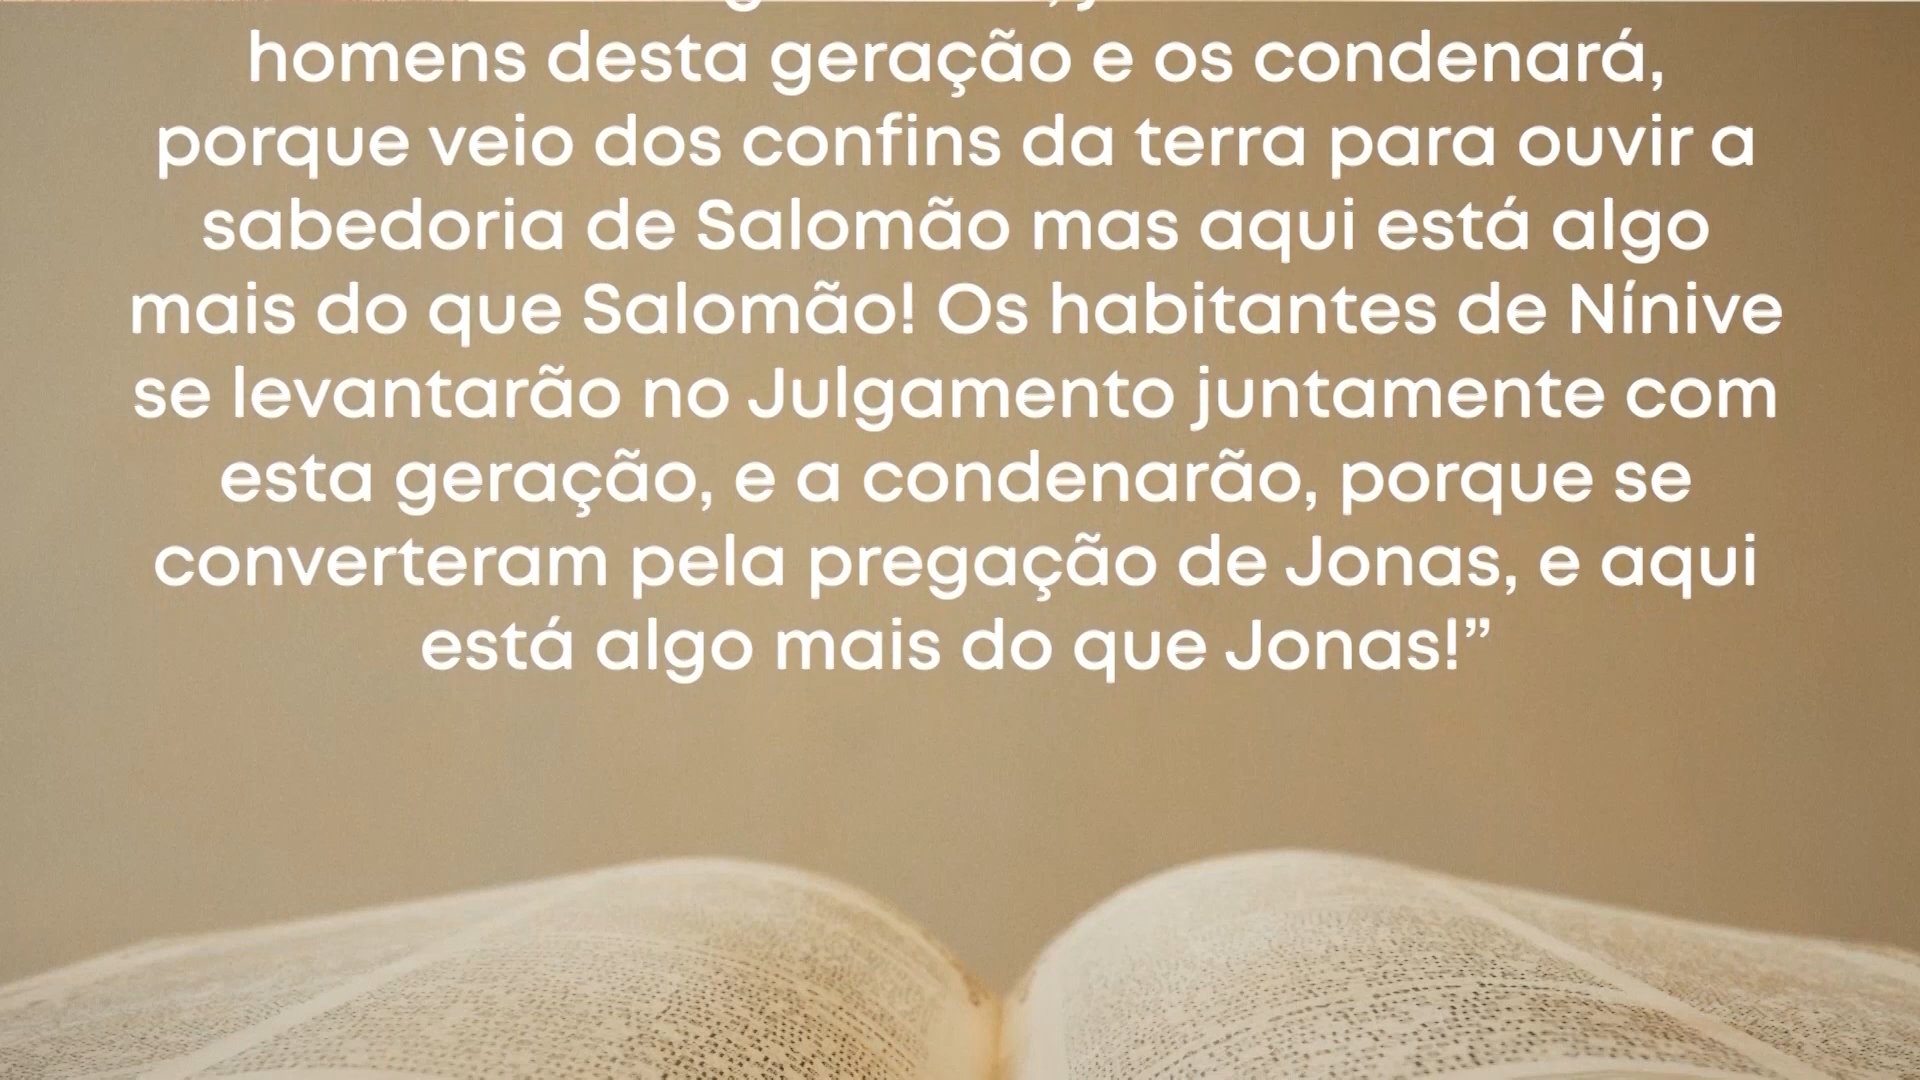 homens desta geração e os condenará,
porque veio dos confins da terra para ouvir a
sabedoria de Salomão mas aqui está algo
mais do que Salomão! Os habitantes de Nínive
se levantarão no Julgamento juntamente com
esta geração, e a condenarão, porque se
converteram pela pregação de Jonas, e aqui
está algo mais do que Jonas!”